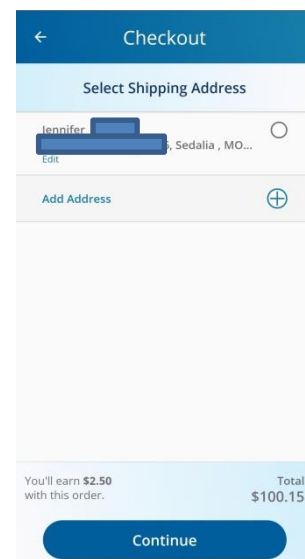 Checkout
Select Shipping Address
Jennifer
, Sedalia , MO...
Edit
Add Address
You'll earn $2.50
with this order.
Total
$100.15
Continue